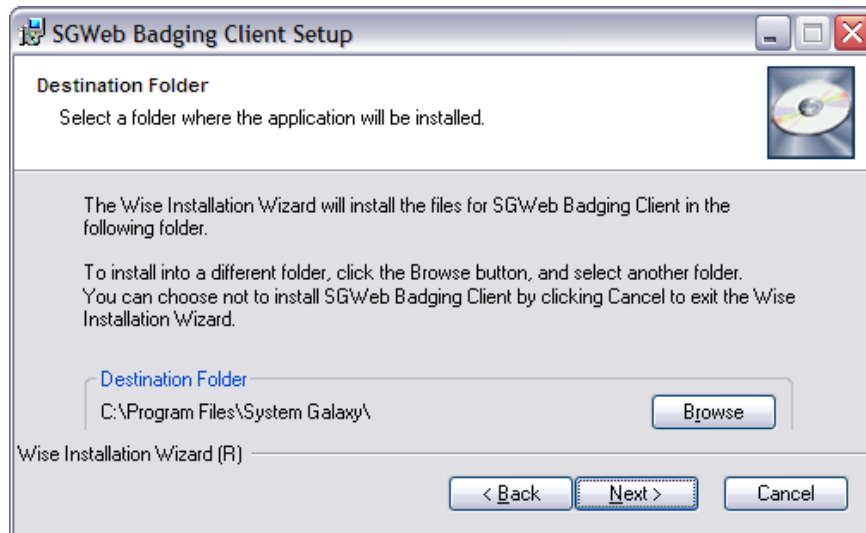 SGWeb Badging Client Setup
Destination Folder
Select a folder where the application will be installed.
The Wise Installation Wizard will install the files for SGWeb Badging Client in the
following folder.
To install into a different folder, click the Browse button, and select another folder.
You can choose not to install SGWeb Badging Client by clicking Cancel to exit the Wise
Installation Wizard.
Destination Folder
C:\Program Files\System Galaxy\
Browse
Wise Installation Wizard (R)
< Back
Next >
Cancel